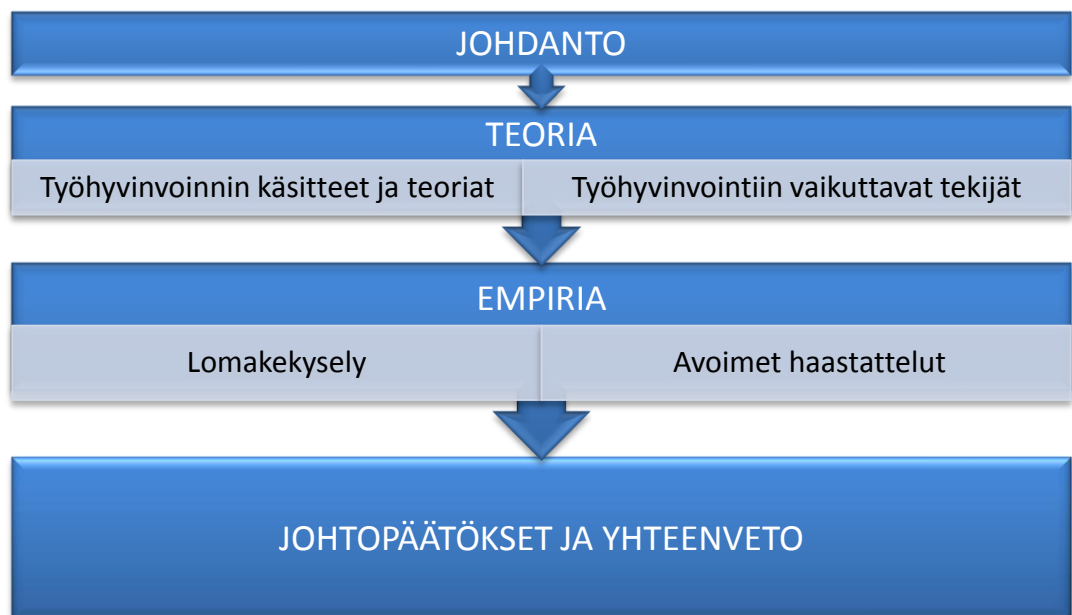 JOHDANTO
TEORIA
Työhyvinvoinnin käsitteet ja teoriat
Työhyvinvointiin vaikuttavat tekijät
EMPIRIA
Lomakekysely
Avoimet haastattelut
JOHTOPÄÄTÖKSET JA YHTEENVETO